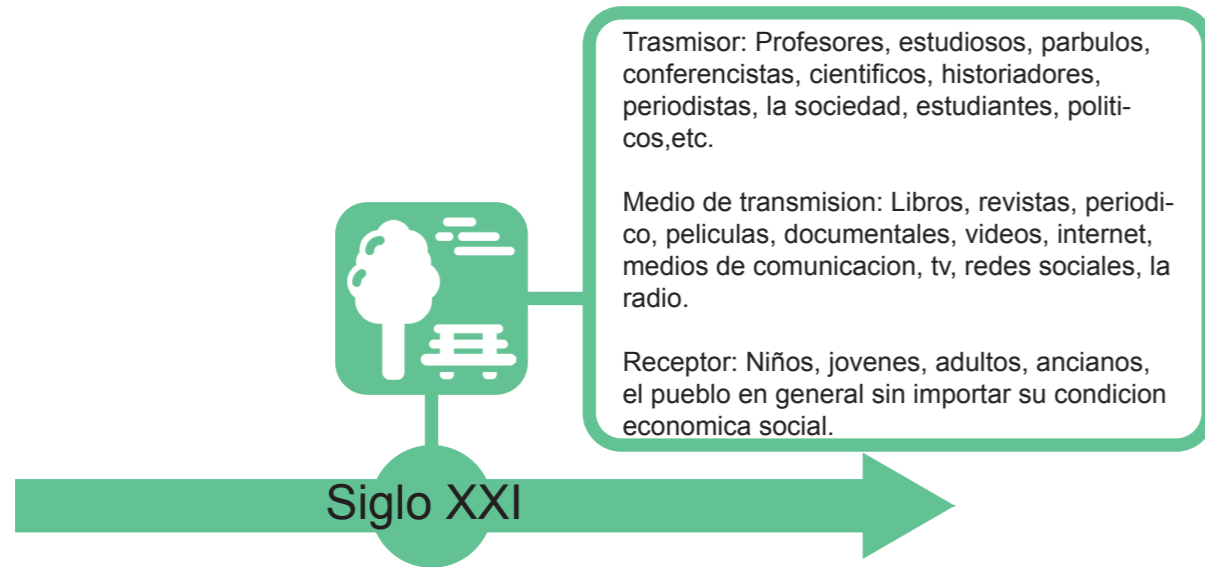 Trasmisor: Profesores, estudiosos, parbulos,
conferencistas, cientificos, historiadores,
periodistas, la sociedad, estudiantes, politi-
cos,etc.
Medio de transmision: Libros, revistas, periodi-
co, peliculas, documentales, videos, internet,
medios de comunicacion, tv, redes sociales, la
radio.
Receptor: Niños, jovenes, adultos, ancianos,
el pueblo en general sin importar su condicion
economica social.
Siglo XXI